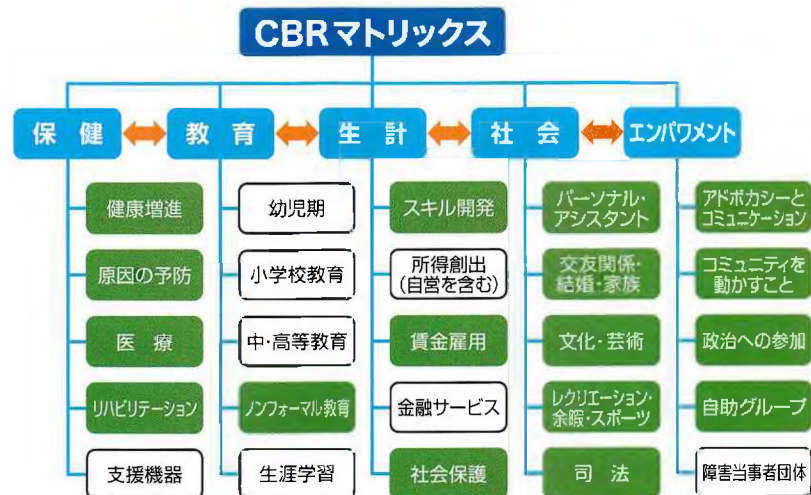 CBRマトリックス
保健
教育
生計
社会
エンパワメント
健康増進
原因の予防
医療
リハビリテーション
支援機器
幼児期
小学校教育
中・高等教育
ノンフォーマル教育
生涯学習
スキル開発
所得創出
(自営を含む)
賃金雇用
金融サービス
社会保護
パーソナル・
アシスタント
交友関係・
結婚・家族
文化・芸術
レクリエーション・
余暇・スポーツ
司法
アドボカシーと
コミュニケーション
コミュニティを
動かすこと
政治への参加
自助グループ
障害当事者団体